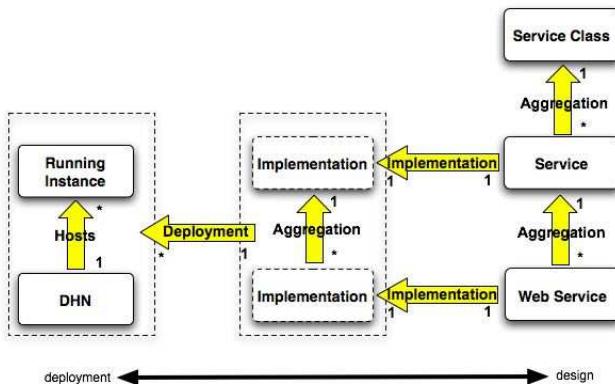 Service Class
1
Aggregation
*
Running
Instance
Implementation
1
Implementation
1
Service
*
Hosts
1
Deployment
*
1
1
Aggregation
*
1
Aggregation
*
DHN
Implementation
1
Implementation
1
Web Service
deployment
design